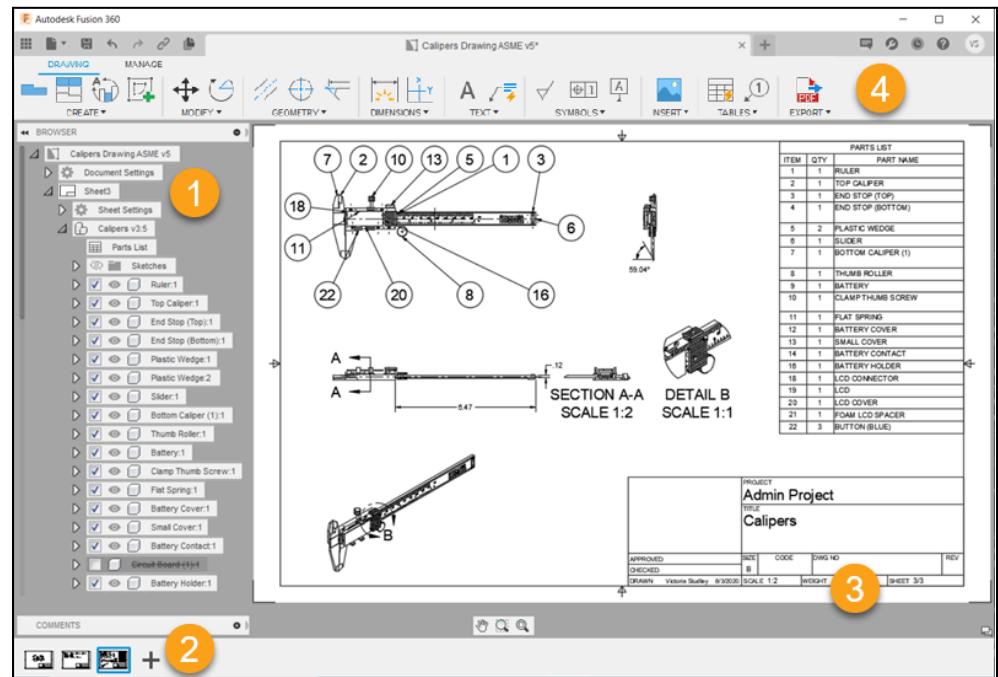 Autodesk Fusion 360
Calipers Drawing ASME v5*
VS
DRAWING MANAGE
CREATE MODIFY GEOMETRY DIMENSIONS TEXT SYMBOLS INSERT TABLES EXPORT
4
BROWSER
Calipers Drawing ASME v5
Document Settings
Sheet3
1
Sheet Settings
Calipers v3:5
Parts List
Sketches
Ruler:1
Top Caliper:1
End Stop (Top):1
End Stop (Bottom):1
Plastic Wedge:1
Plastic Wedge:2
Slider:1
Bottom Caliper (1):1
Thumb Roller:1
Battery:1
Clamp Thumb Screw:1
Flat Spring:1
Battery Cover:1
Small Cover:1
Battery Contact:1
Circuit Board (1):1
Battery Holder:1
COMMENTS
2
7 2 10 13 5 1 3
18
6
11
22 20 8 16
59.04°
A
A
.12
6.47
SECTION A-A
SCALE 1:2
DETAIL B
SCALE 1:1
B
PARTS LIST
ITEM QTY PART NAME
1 1 RULER
2 1 TOP CALIPER
3 1 END STOP (TOP)
4 1 END STOP (BOTTOM)
5 2 PLASTIC WEDGE
6 1 SLIDER
7 1 BOTTOM CALIPER (1)
8 1 THUMB ROLLER
9 1 BATTERY
10 1 CLAMP THUMB SCREW
11 1 FLAT SPRING
12 1 BATTERY COVER
13 1 SMALL COVER
14 1 BATTERY CONTACT
16 1 BATTERY HOLDER
18 1 LCD CONNECTOR
19 1 LCD
20 1 LCD COVER
21 1 FOAM LCD SPACER
22 3 BUTTON (BLUE)
PROJECT
Admin Project
TITLE
Calipers
APPROVED
CHECKED
DRAWN Victoria Studley 8/3/2020
SIZE CODE DWG NO REV
B
SCALE 1:2 WEIGHT SHEET 3/3
3